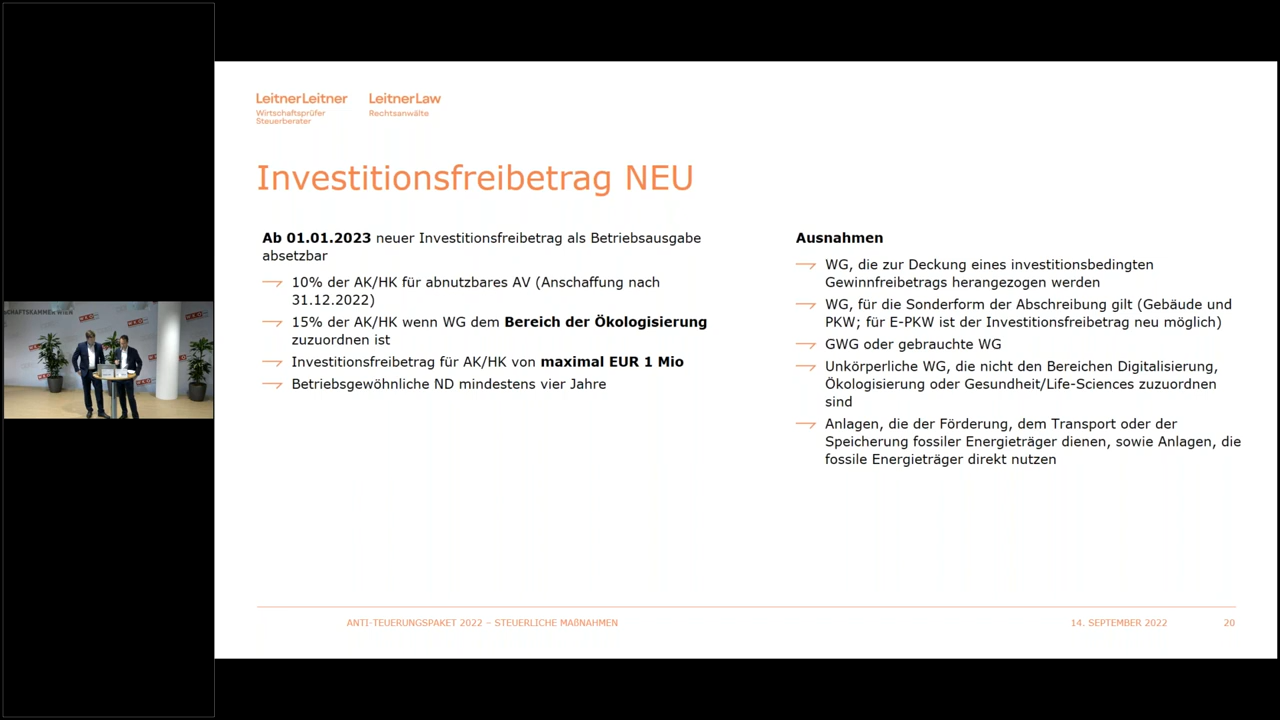 LeitnerLeitner
Wirtschaftsprüfer
Steuerberater
LeitnerLaw
Rechtsanwälte
Investitionsfreibetrag NEU
Ab 01.01.2023 neuer Investitionsfreibetrag als Betriebsausgabe
absetzbar
10% der AK/HK für abnutzbares AV (Anschaffung nach
31.12.2022)
15% der AK/HK wenn WG dem Bereich der Ökologisierung
zuzuordnen ist
Investitionsfreibetrag für AK/HK von maximal EUR 1 Mio
Betriebsgewöhnliche ND mindestens vier Jahre
Ausnahmen
WG, die zur Deckung eines investitionsbedingten
Gewinnfreibetrags herangezogen werden
WG, für die Sonderform der Abschreibung gilt (Gebäude und
PKW; für E-PKW ist der Investitionsfreibetrag neu möglich)
GWG oder gebrauchte WG
Unkörperliche WG, die nicht den Bereichen Digitalisierung,
Ökologisierung oder Gesundheit/Life-Sciences zuzuordnen
sind
Anlagen, die der Förderung, dem Transport oder der
Speicherung fossiler Energieträger dienen, sowie Anlagen, die
fossile Energieträger direkt nutzen
ANTI-TEUERUNGSPAKET 2022 – STEUERLICHE MAßNAHMEN
14. SEPTEMBER 2022
20